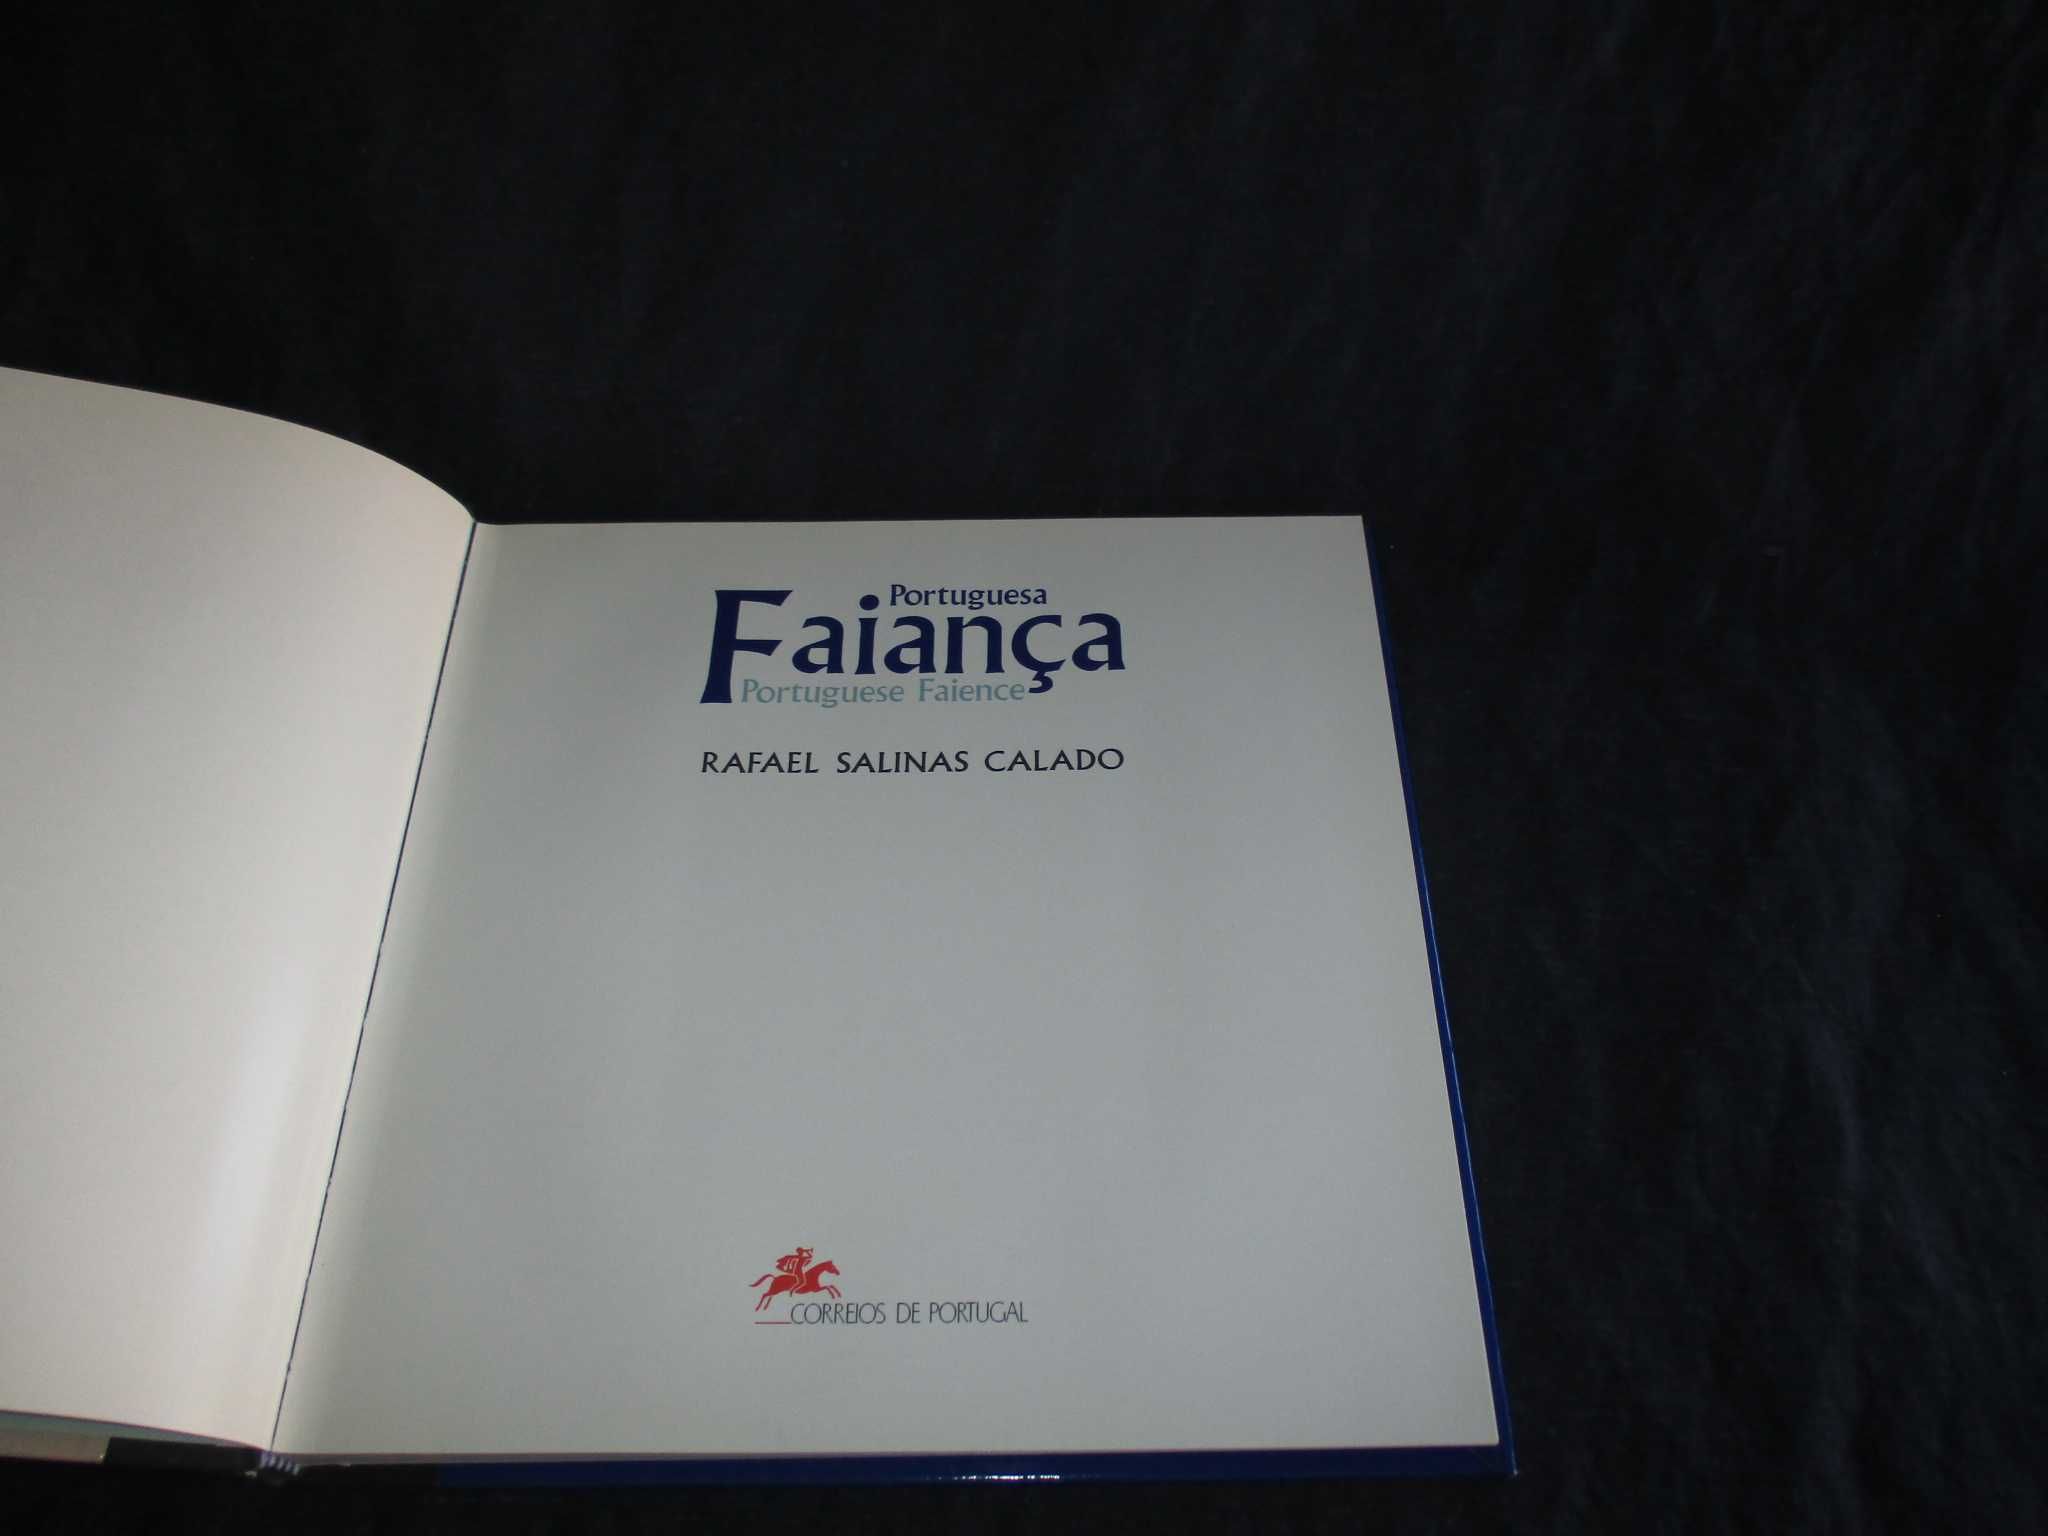 Portuguesa
Faiança
Portuguese Faience
RAFAEL SALINAS CALADO
CORREIOS DE PORTUGAL